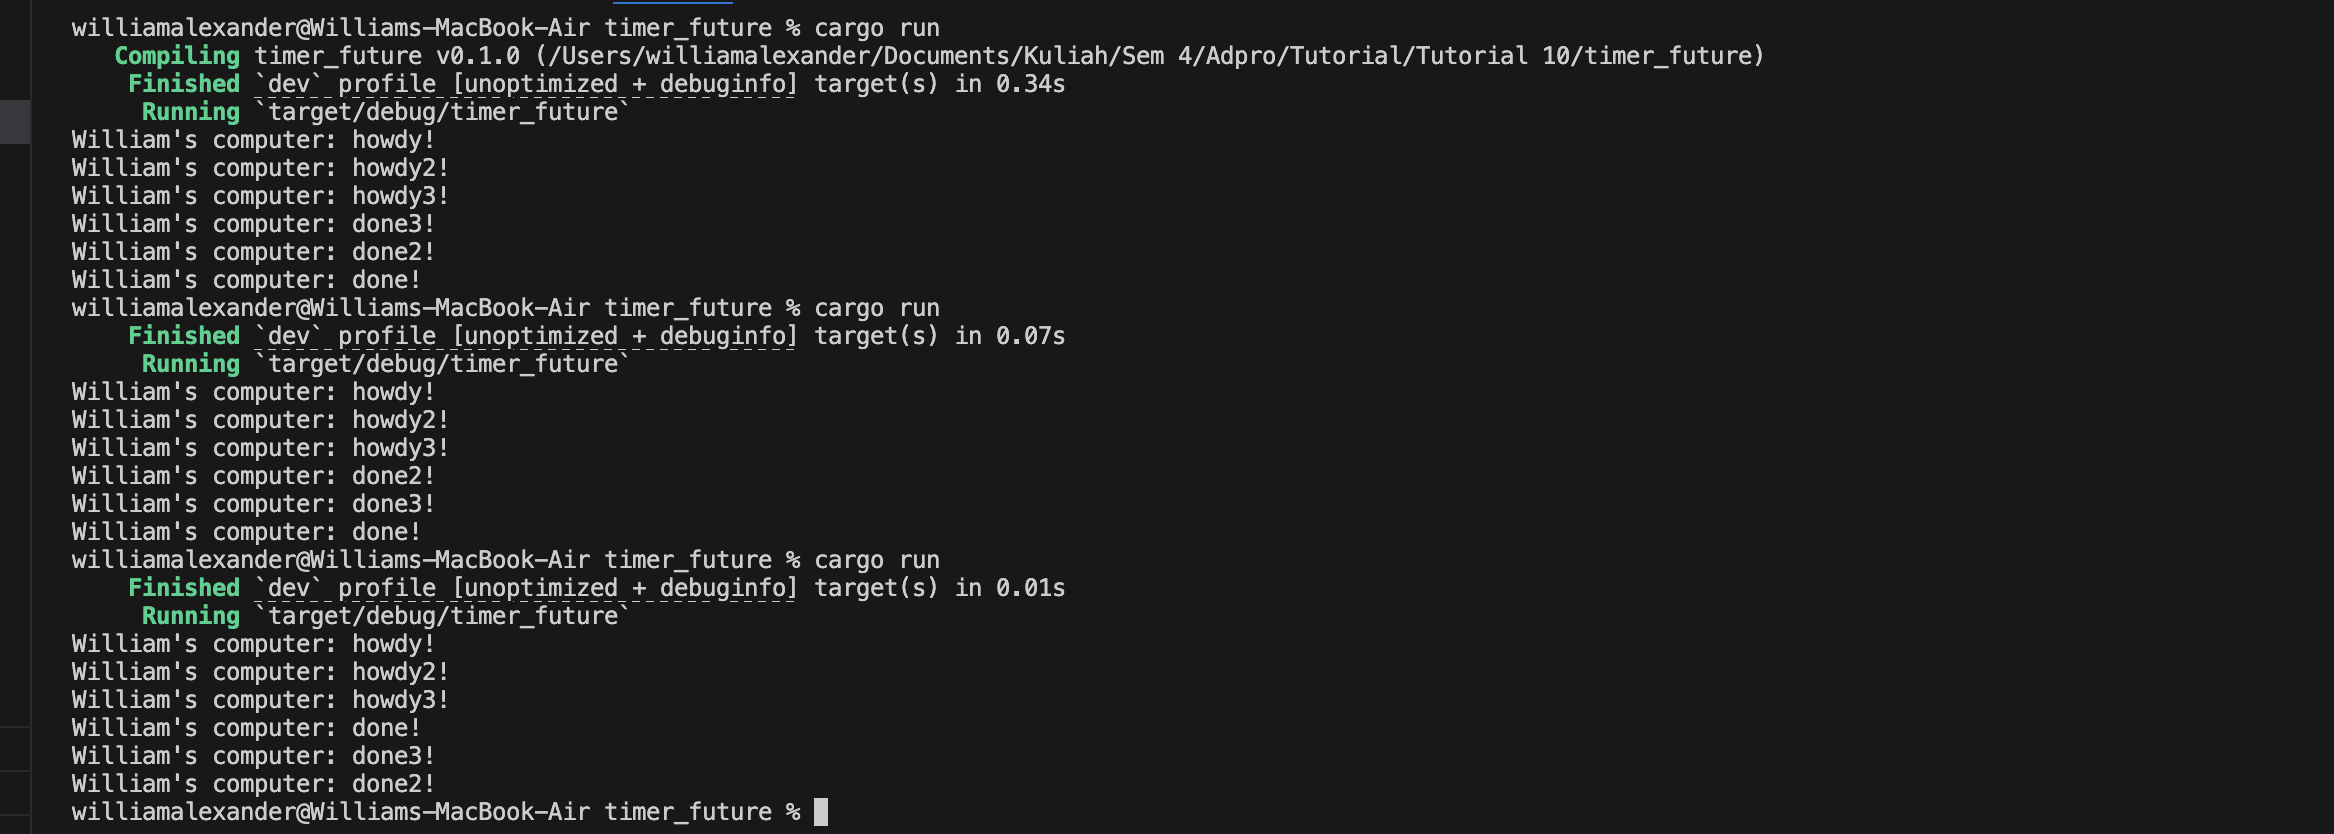 williamalexander@Williams-MacBook-Air timer_future % cargo run
Compiling timer_future v0.1.0 (/Users/williamalexander/Documents/Kuliah/Sem 4/Adpro/Tutorial/Tutorial 10/timer_future)
Finished `dev` profile [unoptimized + debuginfo] target(s) in 0.34s
Running `target/debug/timer_future`
William's computer: howdy!
William's computer: howdy2!
William's computer: howdy3!
William's computer: done3!
William's computer: done2!
William's computer: done!
williamalexander@Williams-MacBook-Air timer_future % cargo run
Finished `dev` profile [unoptimized + debuginfo] target(s) in 0.07s
Running `target/debug/timer_future`
William's computer: howdy!
William's computer: howdy2!
William's computer: howdy3!
William's computer: done2!
William's computer: done3!
William's computer: done!
williamalexander@Williams-MacBook-Air timer_future % cargo run
Finished `dev` profile [unoptimized + debuginfo] target(s) in 0.01s
Running `target/debug/timer_future`
William's computer: howdy!
William's computer: howdy2!
William's computer: howdy3!
William's computer: done!
William's computer: done3!
William's computer: done2!
williamalexander@Williams-MacBook-Air timer_future %